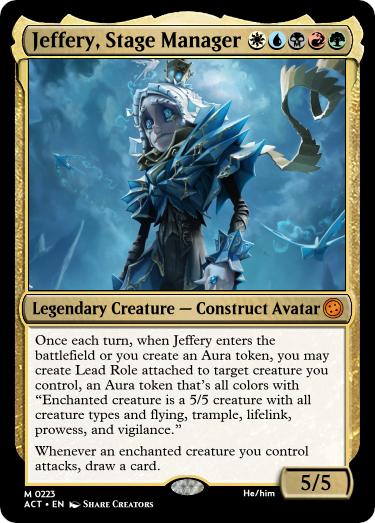 Jeffery, Stage Manager
Legendary Creature — Construct Avatar
Once each turn, when Jeffery enters the
battlefield or you create an Aura token, you may
create Lead Role attached to target creature you
control, an Aura token that's all colors with
“Enchanted creature is a 5/5 creature with all
creature types and flying, trample, lifelink,
prowess, and vigilance.”
Whenever an enchanted creature you control
attacks, draw a card.
5/5
M 0223
He/him
ACT • EN Share Creators